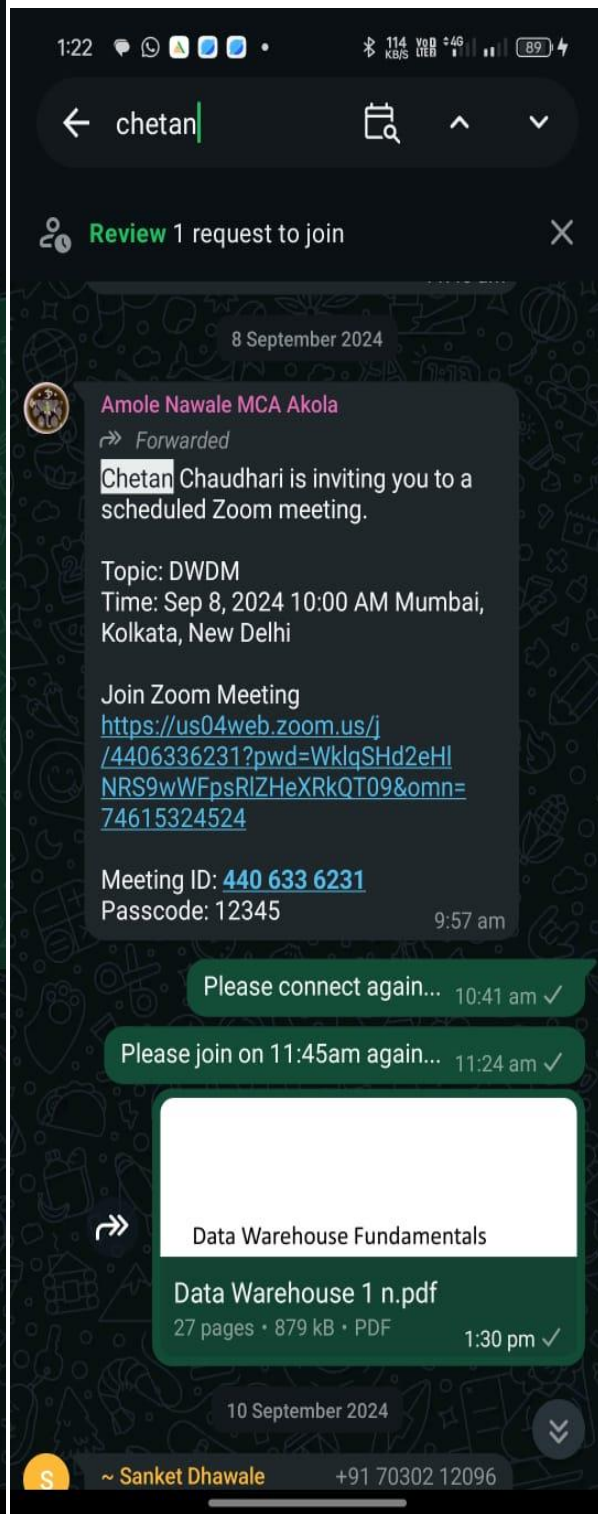 1:22
114 KB/S
VoD LTED
4G
89
chetan
Review 1 request to join
8 September 2024
Amole Nawale MCA Akola
Forwarded
Chetan Chaudhari is inviting you to a
scheduled Zoom meeting.
Topic: DWDM
Time: Sep 8, 2024 10:00 AM Mumbai,
Kolkata, New Delhi
Join Zoom Meeting
https://us04web.zoom.us/j
/4406336231?pwd=WklqSHd2eHl
NRS9wWFpsRlZHeXRkQT09&omn=
74615324524
Meeting ID: 440 633 6231
Passcode: 12345
9:57 am
Please connect again... 10:41 am
Please join on 11:45am again... 11:24 am
Data Warehouse Fundamentals
Data Warehouse 1 n.pdf
27 pages • 879 kB • PDF
1:30 pm
10 September 2024
S
~ Sanket Dhawale +91 70302 12096